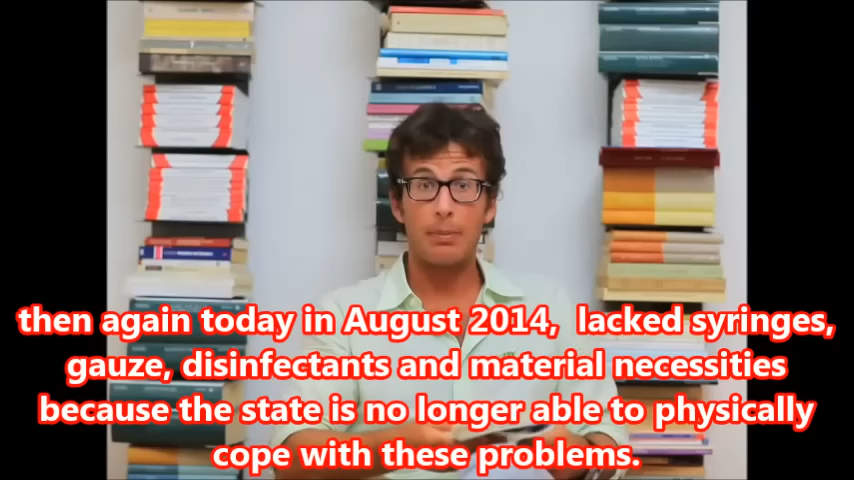 then again today in August 2014,  lacked syringes,
gauze, disinfectants and material necessities
because the state is no longer able to physically
cope with these problems.